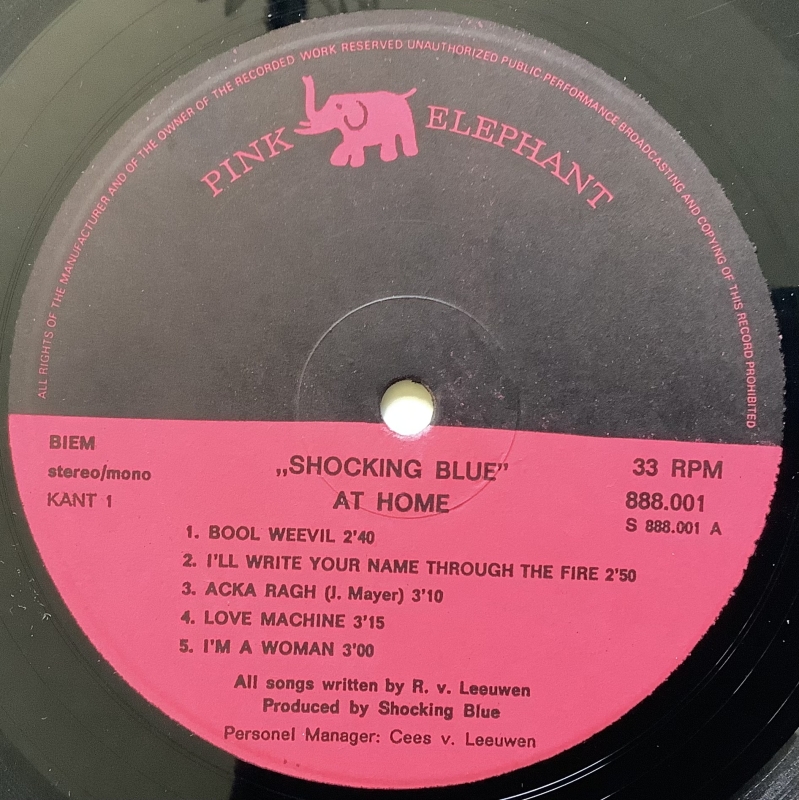 ALL RIGHTS OF THE MANUFACTURER AND OF THE OWNER OF THE RECORDED WORK RESERVED UNAUTHORIZED PUBLIC PERFORMANCE BROADCASTING AND COPYING OF THIS RECORD PROHIBITED
PINK ELEPHANT
BIEM
stereo/mono
KANT 1
„SHOCKING BLUE”
AT HOME
33 RPM
888.001
S 888.001 A
1. BOOL WEEVIL 2'40
2. I'LL WRITE YOUR NAME THROUGH THE FIRE 2'50
3. ACKA RAGH (J. Mayer) 3'10
4. LOVE MACHINE 3'15
5. I'M A WOMAN 3'00
All songs written by R. v. Leeuwen
Produced by Shocking Blue
Personel Manager: Cees v. Leeuwen